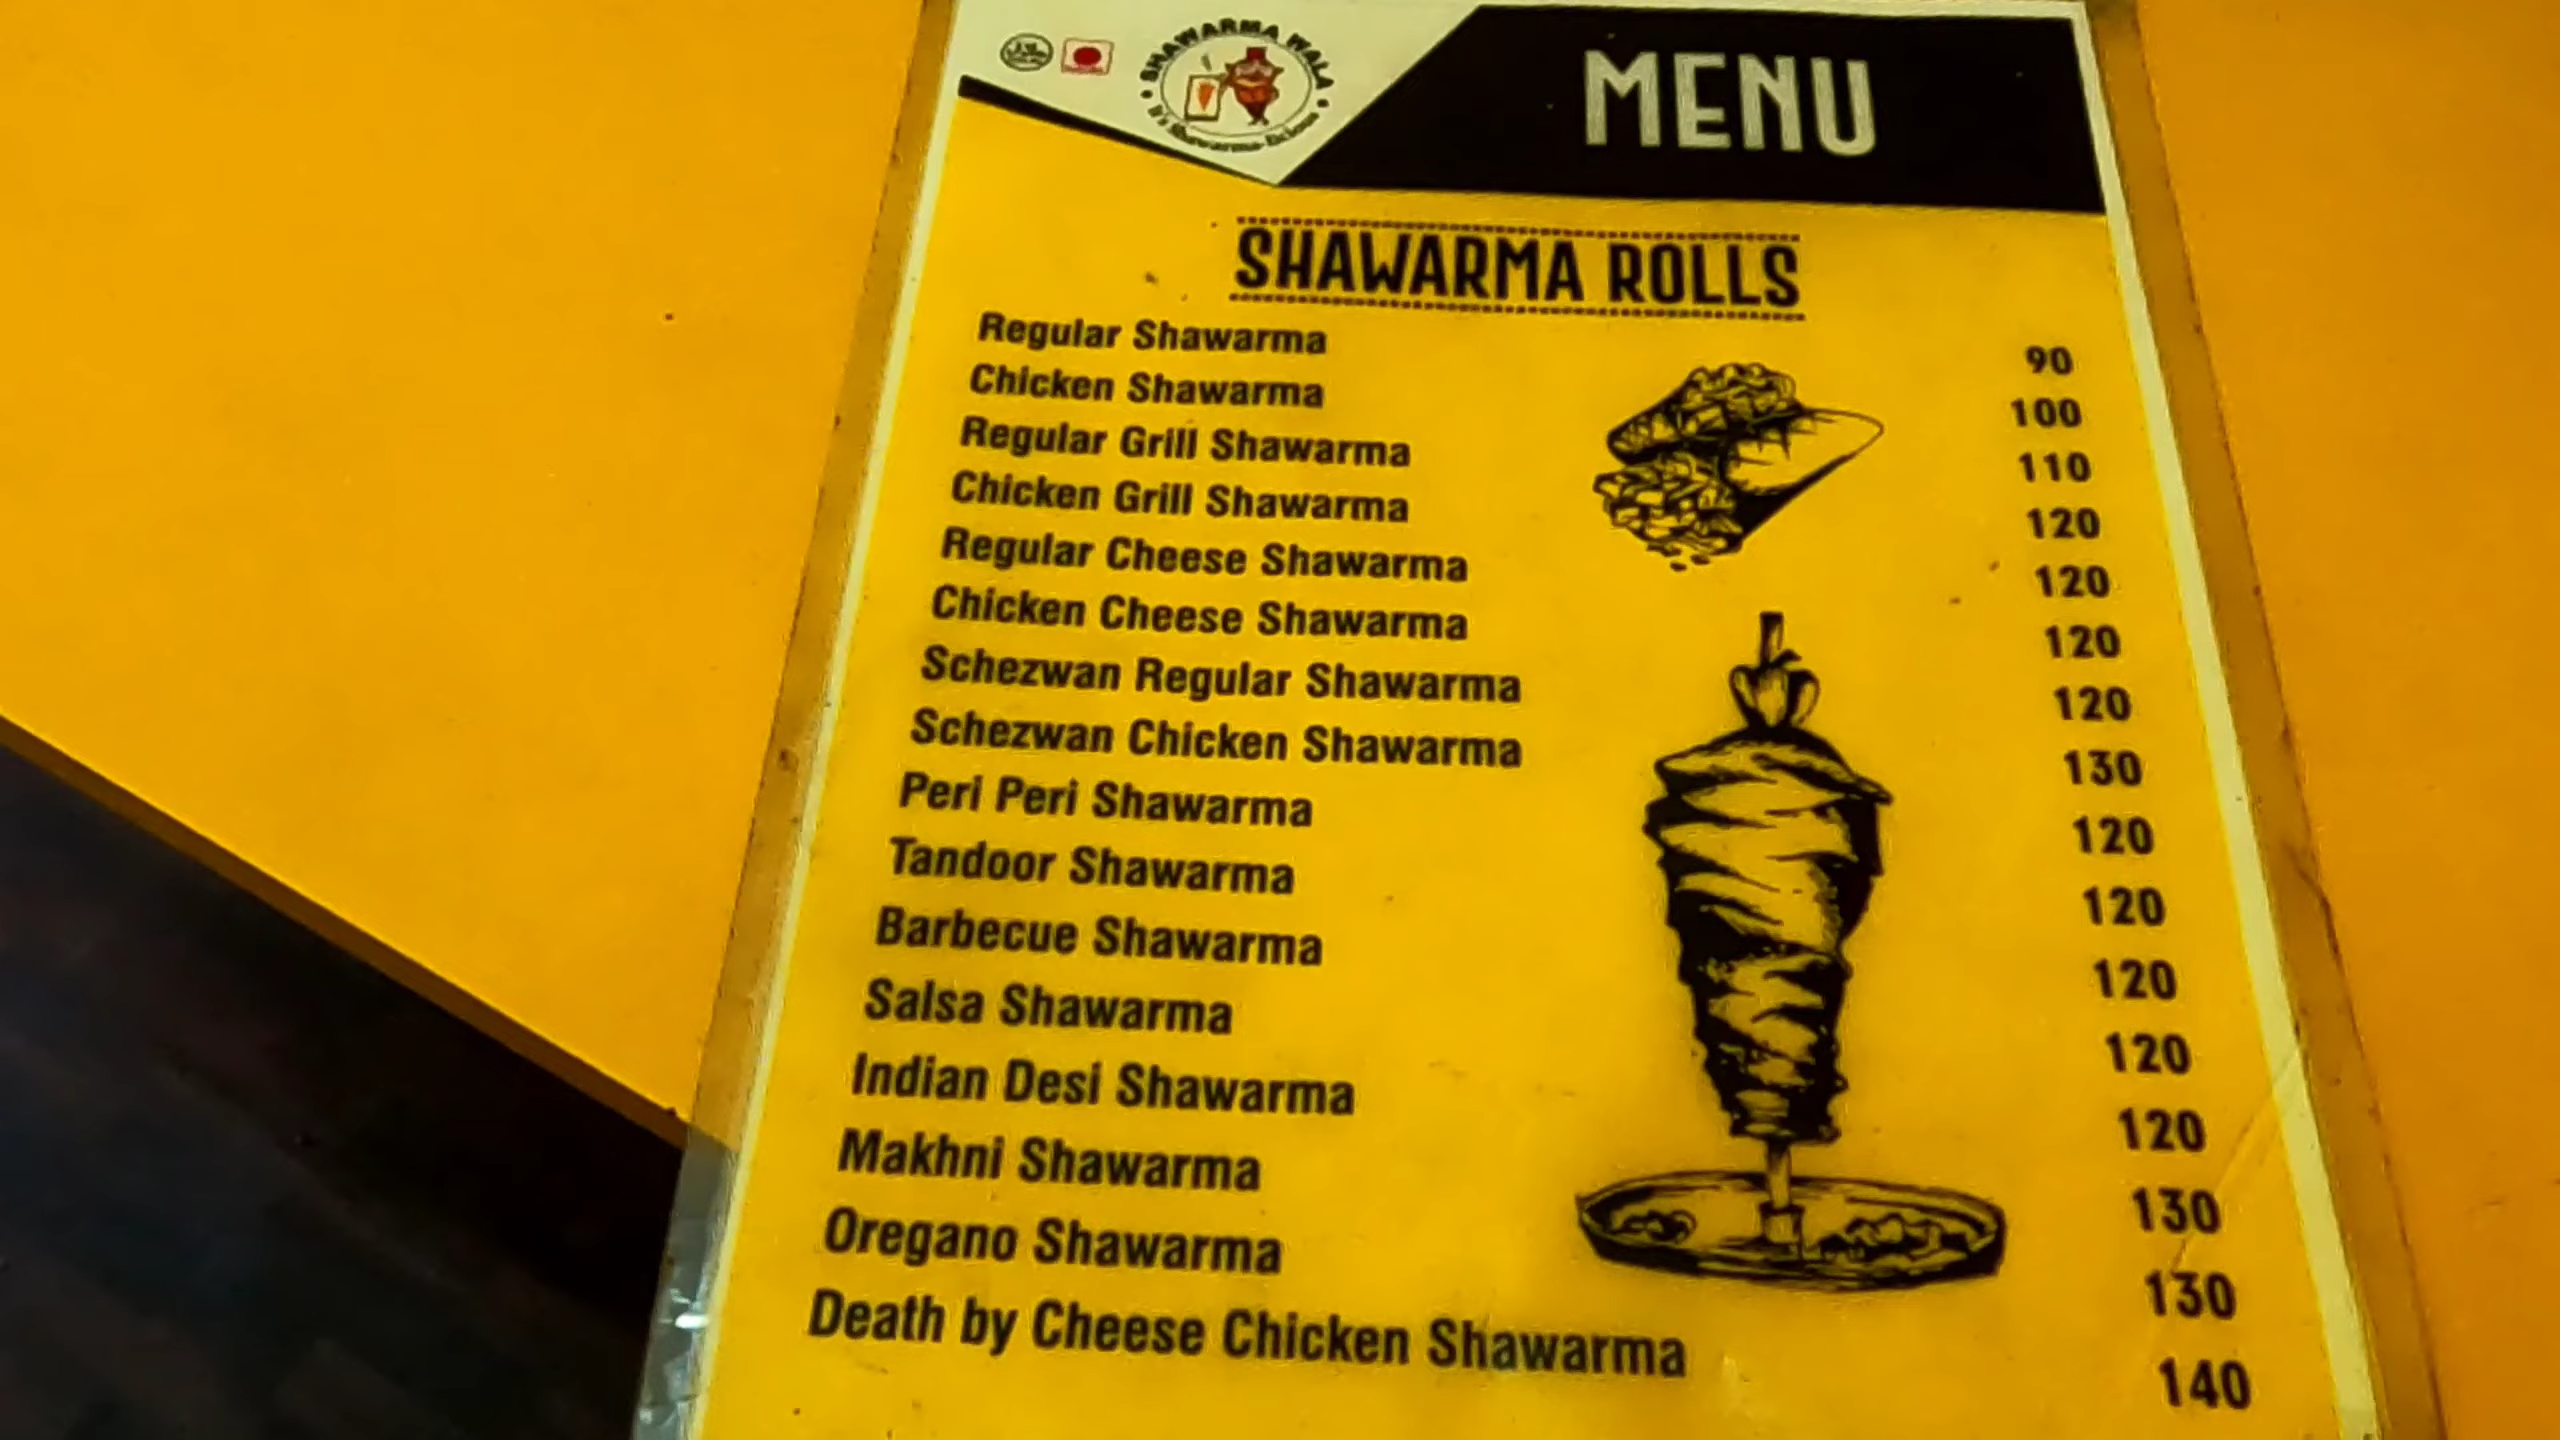 SHAWARMA WALA
It's Shawarma-licious
MENU
SHAWARMA ROLLS
Regular Shawarma 90
Chicken Shawarma 100
Regular Grill Shawarma 110
Chicken Grill Shawarma 120
Regular Cheese Shawarma 120
Chicken Cheese Shawarma 120
Schezwan Regular Shawarma 120
Schezwan Chicken Shawarma 130
Peri Peri Shawarma 120
Tandoor Shawarma 120
Barbecue Shawarma 120
Salsa Shawarma 120
Indian Desi Shawarma 120
Makhni Shawarma 130
Oregano Shawarma 130
Death by Cheese Chicken Shawarma 140